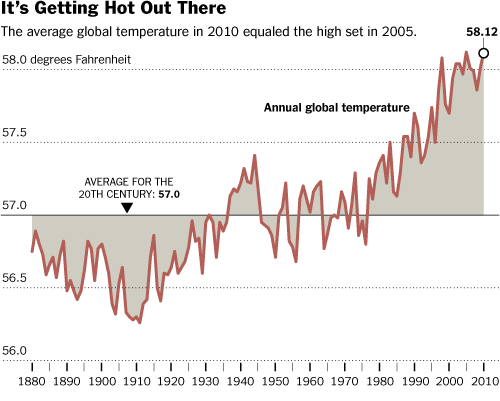 It's Getting Hot Out There
The average global temperature in 2010 equaled the high set in 2005.
58.12
58.0 degrees Fahrenheit
Annual global temperature
57.5
AVERAGE FOR THE
20TH CENTURY: 57.0
57.0
56.5
56.0
1880 1890 1900 1910 1920 1930 1940 1950 1960 1970 1980 1990 2000 2010